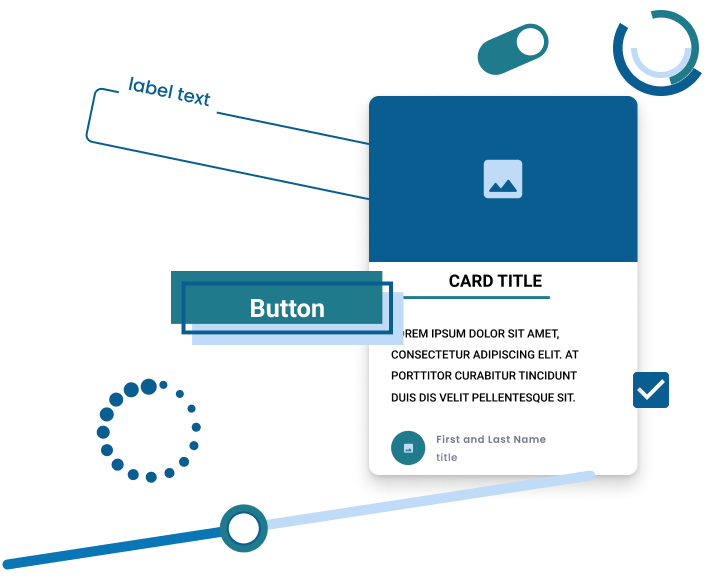 label text
CARD TITLE
Button
OREM IPSUM DOLOR SIT AMET,
CONSECTETUR ADIPISCING ELIT. AT
PORTTITOR CURABITUR TINCIDUNT
DUIS DIS VELIT PELLENTESQUE SIT.
First and Last Name
title